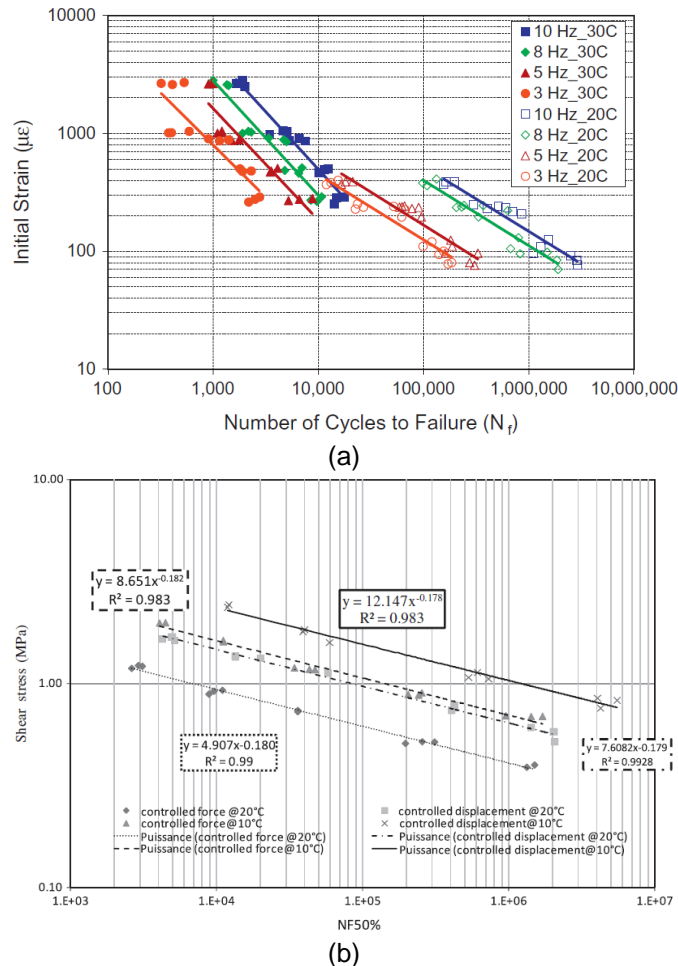 10000
1000
100
10
Initial Strain (με)
100
1,000
10,000
100,000
1,000,000
10,000,000
Number of Cycles to Failure (Nf)
10 Hz_30C
8 Hz_30C
5 Hz_30C
3 Hz_30C
10 Hz_20C
8 Hz_20C
5 Hz_20C
3 Hz_20C
(a)
10.00
1.00
0.10
Shear stress (MPa)
y = 8.651x-0.182
R² = 0.983
y = 12.147x-0.178
R² = 0.983
y = 4.907x-0.180
R² = 0.99
y = 7.6082x-0.179
R² = 0.9928
controlled force @20°C
controlled displacement @20°C
controlled force@10°C
controlled displacement@10°C
Puissance (controlled force @20°C)
Puissance (controlled displacement @20°C)
Puissance (controlled force@10°C)
Puissance (controlled displacement@10°C)
1.E+03
1.E+04
1.E+05
1.E+06
1.E+07
NF50%
(b)